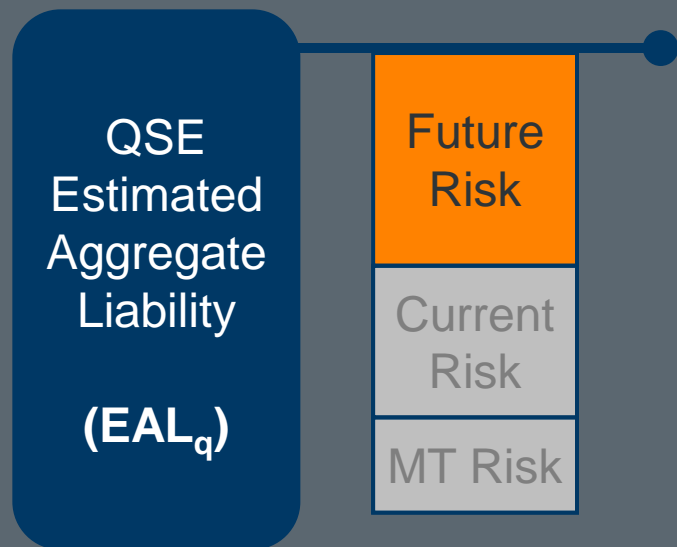 QSE
Estimated
Aggregate
Liability
(EALq)
Future
Risk
Current
Risk
MT Risk